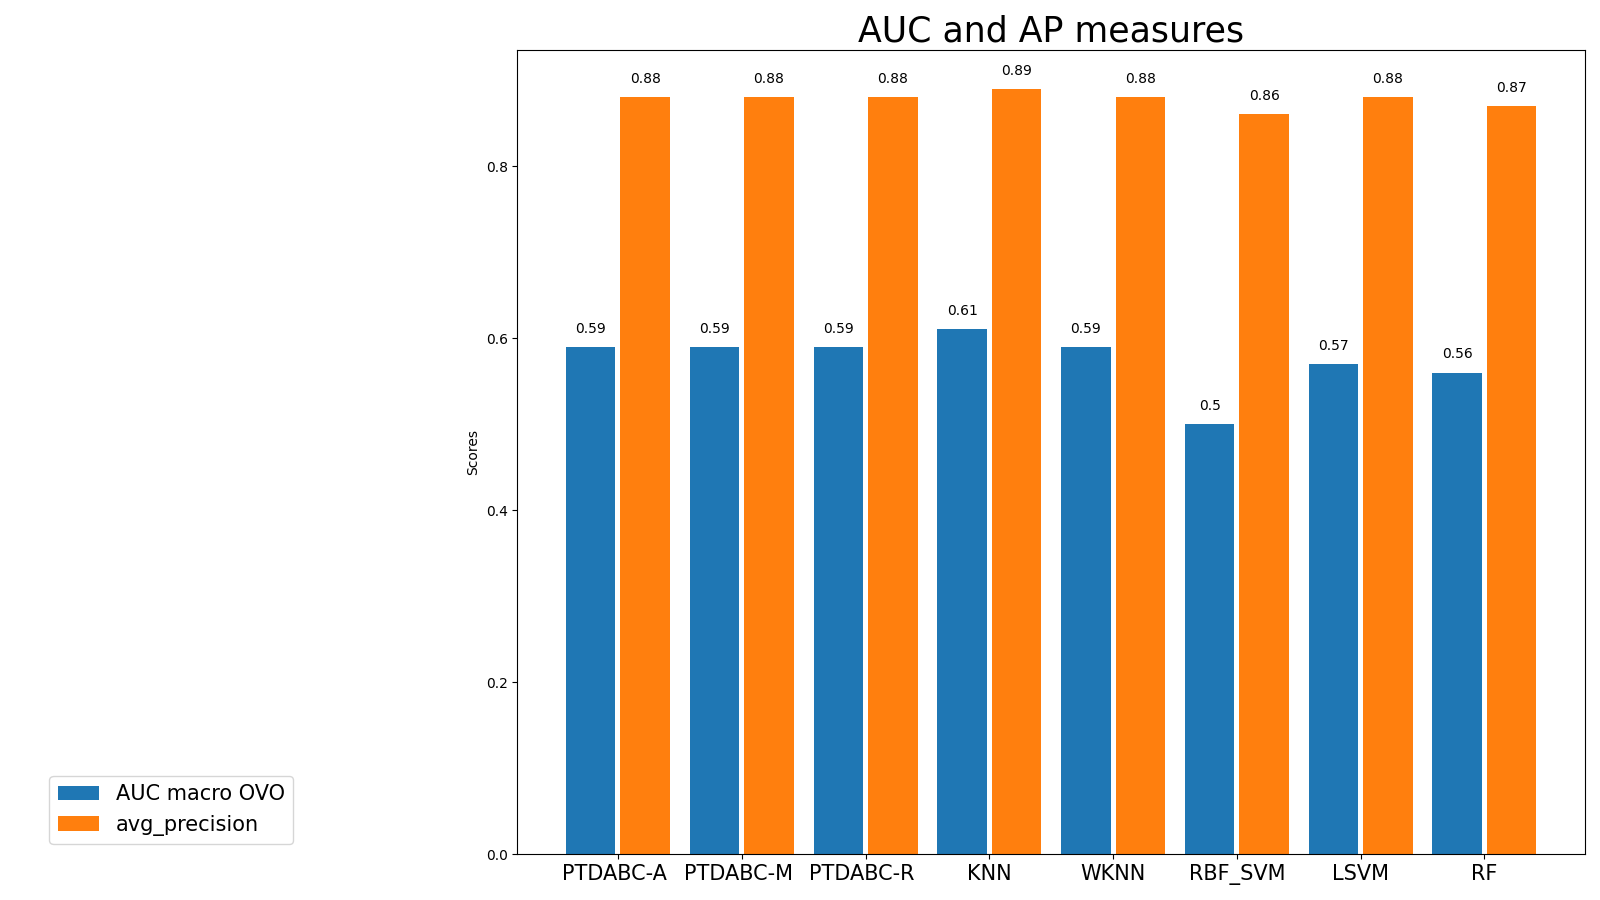 AUC and AP measures
0.88 0.88 0.88 0.89 0.88 0.86 0.88 0.87
0.59 0.59 0.59 0.61 0.59 0.5 0.57 0.56
Scores
0.8
0.6
0.4
0.2
0.0
PTDABC-A PTDABC-M PTDABC-R KNN WKNN RBF_SVM LSVM RF
AUC macro OVO
avg_precision